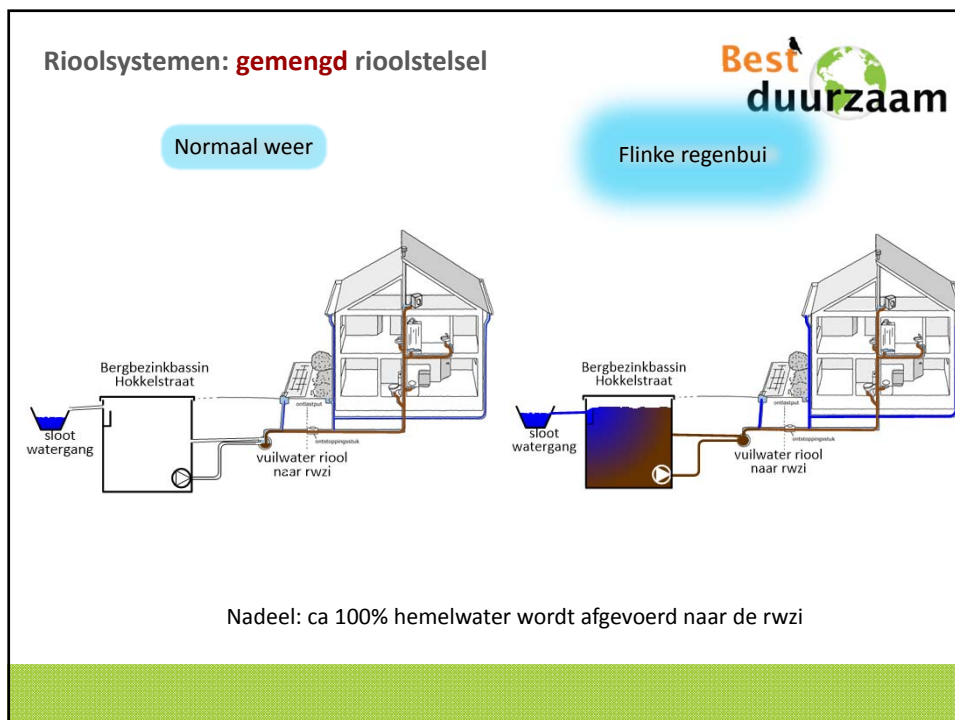 Rioolsystemen: gemengd rioolstelsel
Best
duurzaam
Normaal weer
Flinke regenbui
Bergbezinkbassin
Hokkelstraat
sloot
watergang
ontlastput
ontstoppingsstuk
vuilwater riool
naar rwzi
Bergbezinkbassin
Hokkelstraat
sloot
watergang
ontlastput
ontstoppingsstuk
vuilwater riool
naar rwzi
Nadeel: ca 100% hemelwater wordt afgevoerd naar de rwzi